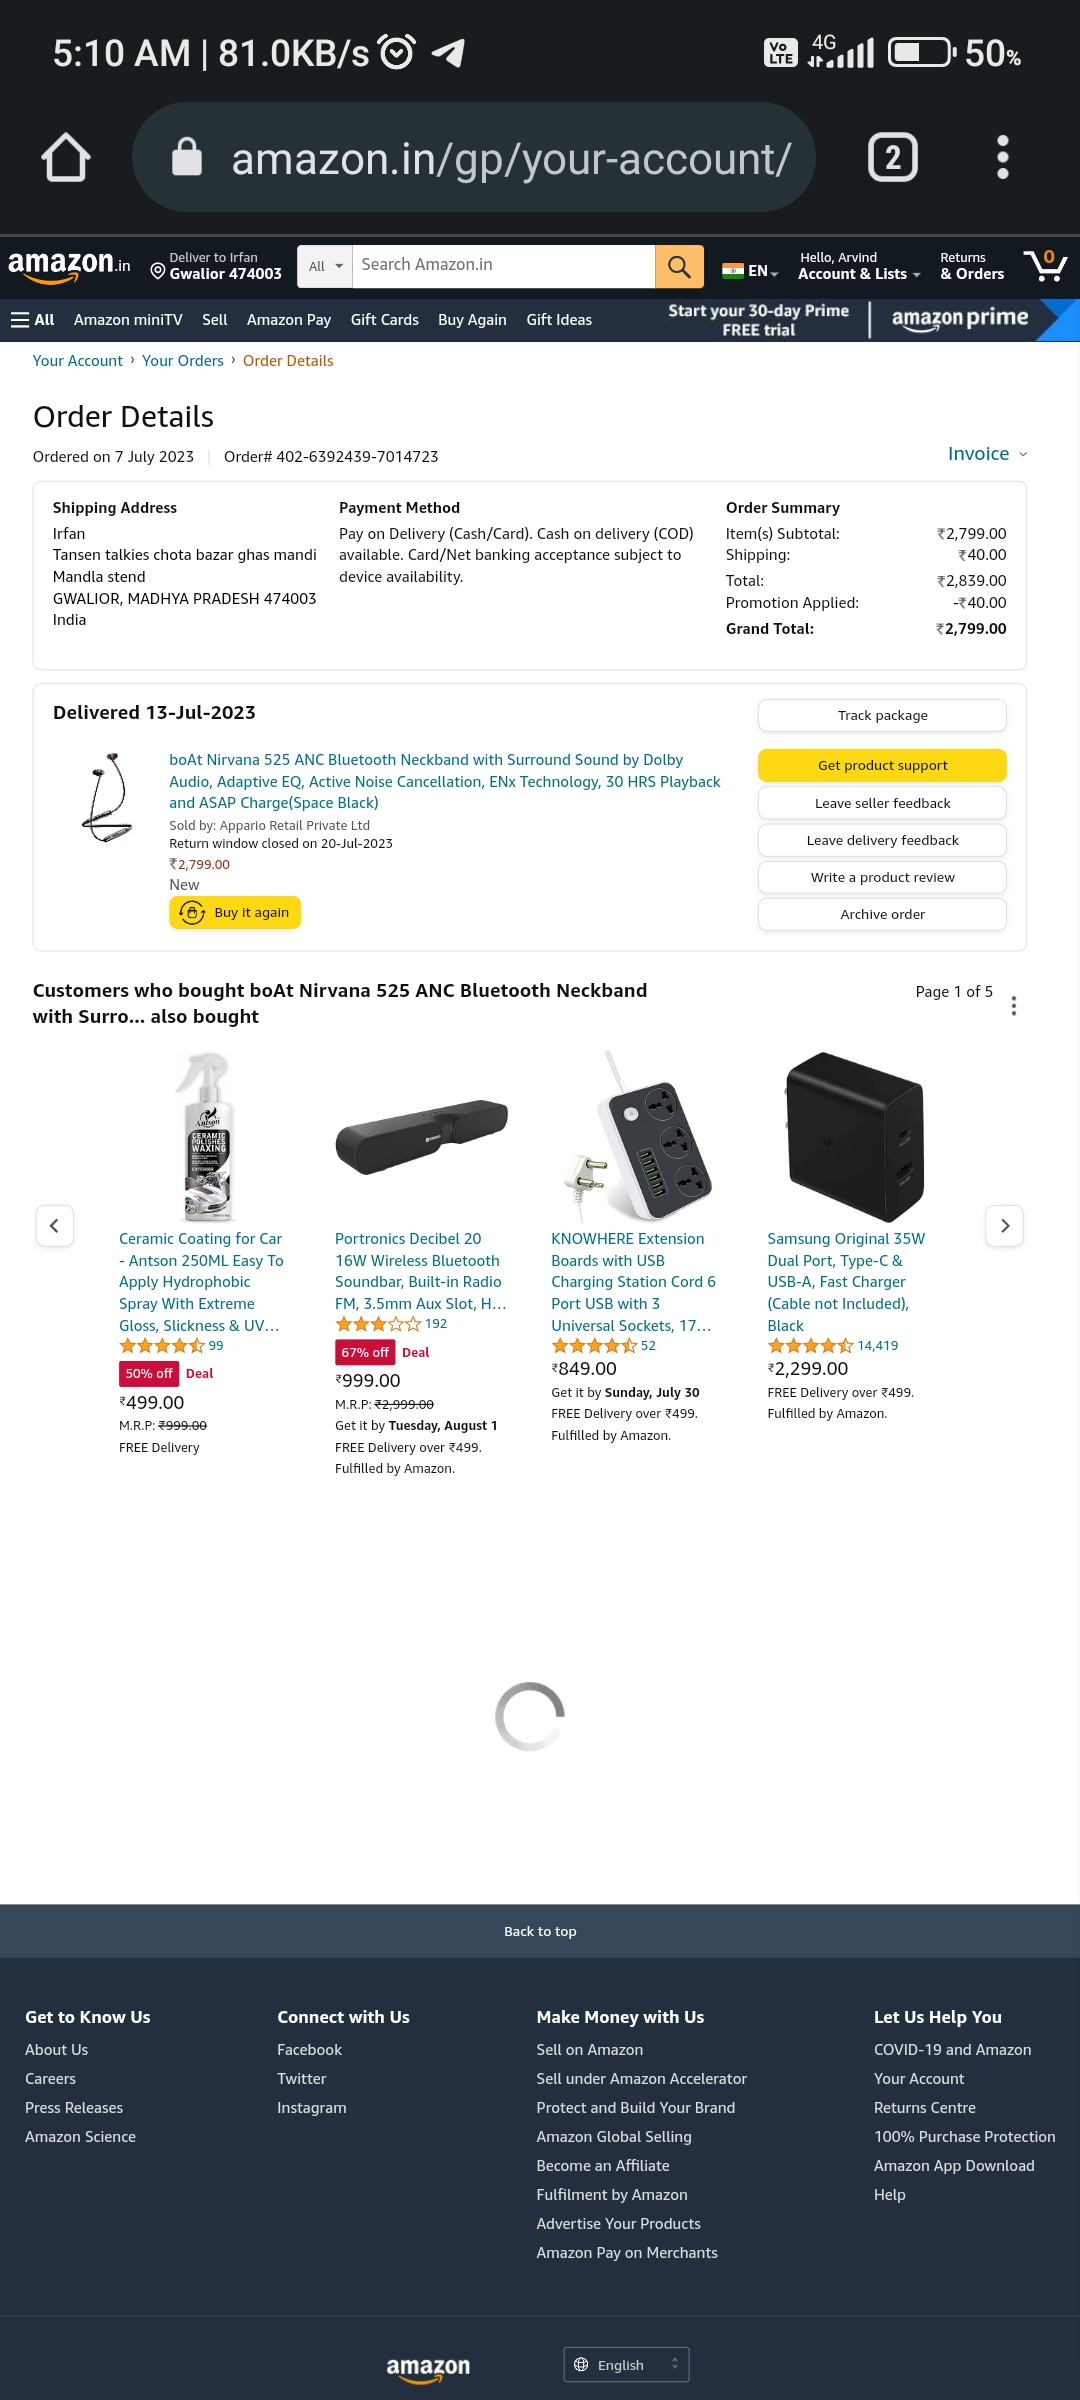 5:10 AM | 81.0KB/s
Vo LTE 4G 50%
amazon.in/gp/your-account/
2
amazon.in
Deliver to Irfan
Gwalior 474003
All
Search Amazon.in
EN
Hello, Arvind
Account & Lists
Returns
& Orders
0
All Amazon miniTV Sell Amazon Pay Gift Cards Buy Again Gift Ideas
Start your 30-day Prime
FREE trial
amazon prime
Your Account › Your Orders › Order Details
Order Details
Ordered on 7 July 2023 | Order# 402-6392439-7014723
Invoice
Shipping Address
Irfan
Tansen talkies chota bazar ghas mandi
Mandla stend
GWALIOR, MADHYA PRADESH 474003
India
Payment Method
Pay on Delivery (Cash/Card). Cash on delivery (COD)
available. Card/Net banking acceptance subject to
device availability.
Order Summary
Item(s) Subtotal: ₹2,799.00
Shipping: ₹40.00
Total: ₹2,839.00
Promotion Applied: -₹40.00
Grand Total: ₹2,799.00
Delivered 13-Jul-2023
boAt Nirvana 525 ANC Bluetooth Neckband with Surround Sound by Dolby
Audio, Adaptive EQ, Active Noise Cancellation, ENx Technology, 30 HRS Playback
and ASAP Charge(Space Black)
Sold by: Appario Retail Private Ltd
Return window closed on 20-Jul-2023
₹2,799.00
New
Buy it again
Track package
Get product support
Leave seller feedback
Leave delivery feedback
Write a product review
Archive order
Customers who bought boAt Nirvana 525 ANC Bluetooth Neckband
with Surro... also bought
Page 1 of 5
Antson
CERAMIC
POLISHES
WAXING
EXTERIOR
Ceramic Coating for Car
- Antson 250ML Easy To
Apply Hydrophobic
Spray With Extreme
Gloss, Slickness & UV…
99
50% off Deal
₹499.00
M.R.P: ₹999.00
FREE Delivery
Portronics Decibel 20
16W Wireless Bluetooth
Soundbar, Built-in Radio
FM, 3.5mm Aux Slot, H…
192
67% off Deal
₹999.00
M.R.P: ₹2,999.00
Get it by Tuesday, August 1
FREE Delivery over ₹499.
Fulfilled by Amazon.
KNOWHERE Extension
Boards with USB
Charging Station Cord 6
Port USB with 3
Universal Sockets, 17…
52
₹849.00
Get it by Sunday, July 30
FREE Delivery over ₹499.
Fulfilled by Amazon.
Samsung Original 35W
Dual Port, Type-C &
USB-A, Fast Charger
(Cable not Included),
Black
14,419
₹2,299.00
FREE Delivery over ₹499.
Fulfilled by Amazon.
Back to top
Get to Know Us
About Us
Careers
Press Releases
Amazon Science
Connect with Us
Facebook
Twitter
Instagram
Make Money with Us
Sell on Amazon
Sell under Amazon Accelerator
Protect and Build Your Brand
Amazon Global Selling
Become an Affiliate
Fulfilment by Amazon
Advertise Your Products
Amazon Pay on Merchants
Let Us Help You
COVID-19 and Amazon
Your Account
Returns Centre
100% Purchase Protection
Amazon App Download
Help
amazon
English